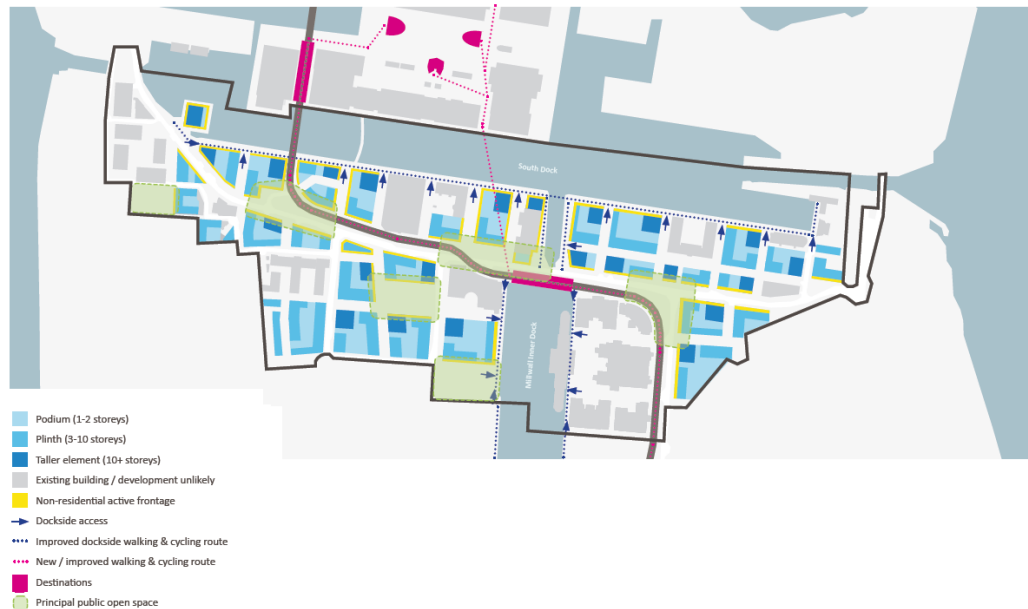 South Dock
Millwall Inner Dock
Podium (1-2 storeys)
Plinth (3-10 storeys)
Taller element (10+ storeys)
Existing building / development unlikely
Non-residential active frontage
Dockside access
Improved dockside walking & cycling route
New / improved walking & cycling route
Destinations
Principal public open space